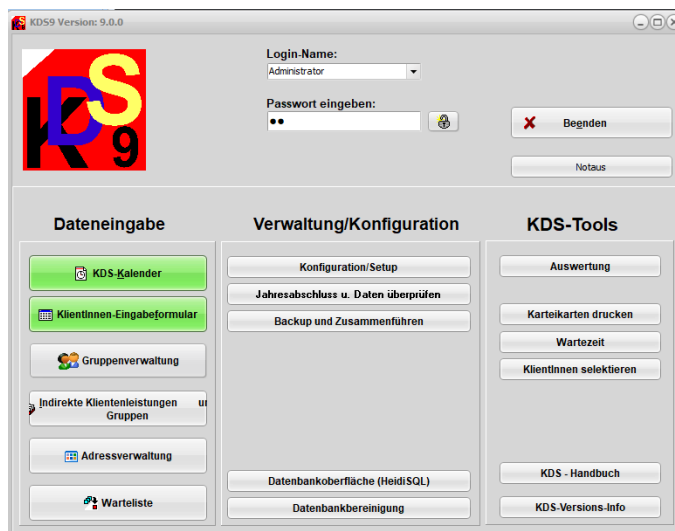 KDS9 Version: 9.0.0
KDS 9
Login-Name:
Administrator
Passwort eingeben:
Beenden
Notaus
Dateneingabe
Verwaltung/Konfiguration
KDS-Tools
KDS-Kalender
KlientInnen-Eingabeformular
Gruppenverwaltung
Indirekte Klientenleistungen
Gruppen
Adressverwaltung
Warteliste
Konfiguration/Setup
Jahresabschluss u. Daten überprüfen
Backup und Zusammenführen
Datenbankoberfläche (HeidiSQL)
Datenbankbereinigung
Auswertung
Karteikarten drucken
Wartezeit
KlientInnen selektieren
KDS - Handbuch
KDS-Versions-Info